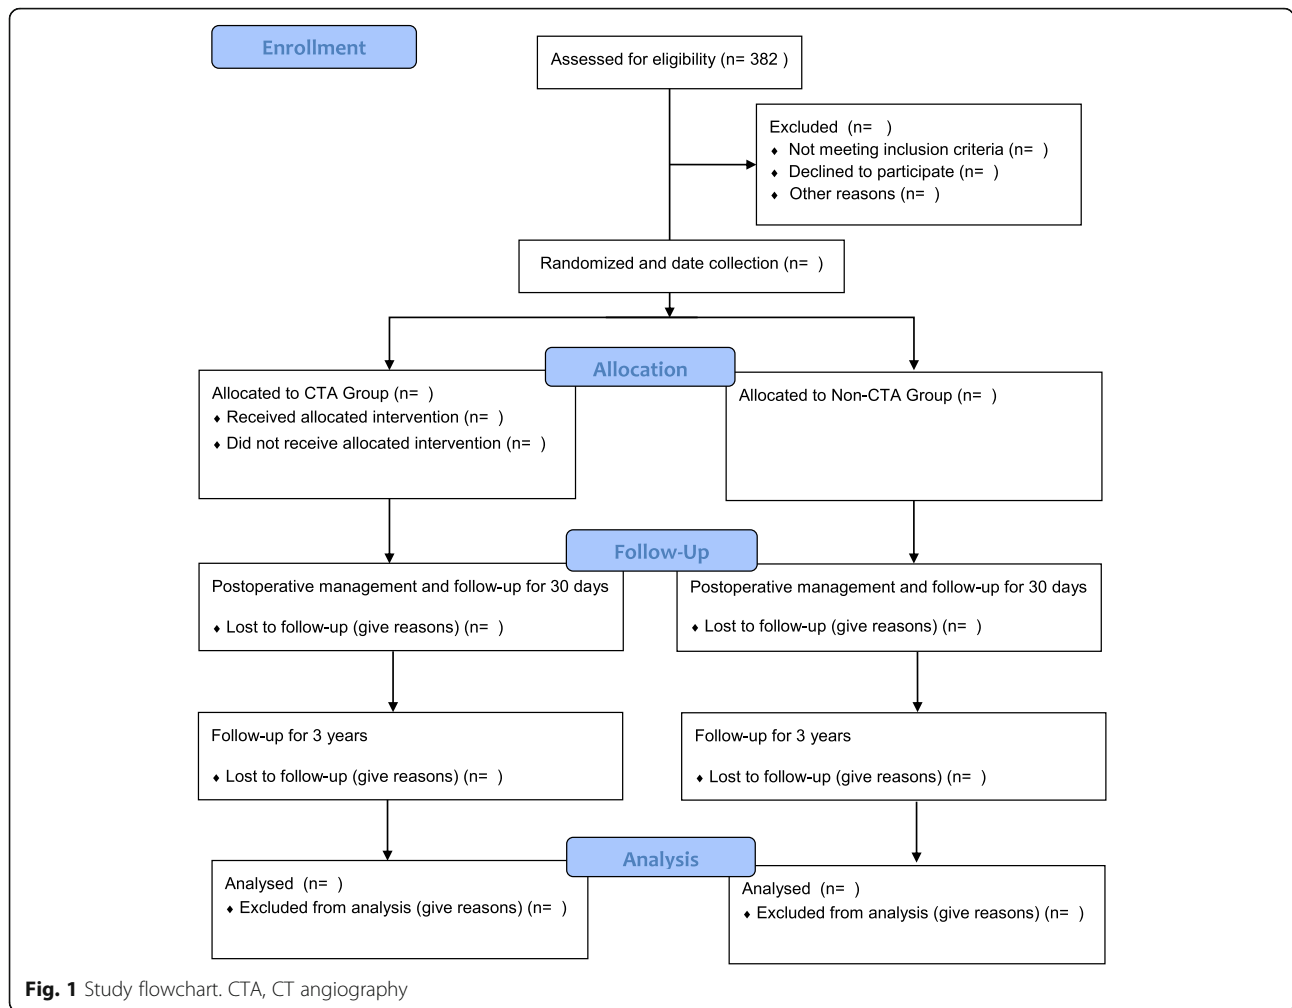 Enrollment
Assessed for eligibility (n= 382 )
Excluded (n=  )
♦ Not meeting inclusion criteria (n=  )
♦ Declined to participate (n=  )
♦ Other reasons (n=  )
Randomized and date collection (n=  )
Allocation
Allocated to CTA Group (n=  )
♦ Received allocated intervention (n=  )
♦ Did not receive allocated intervention (n=  )
Allocated to Non-CTA Group (n=  )
Follow-Up
Postoperative management and follow-up for 30 days
♦ Lost to follow-up (give reasons) (n=  )
Postoperative management and follow-up for 30 days
♦ Lost to follow-up (give reasons) (n=  )
Follow-up for 3 years
♦ Lost to follow-up (give reasons) (n=  )
Follow-up for 3 years
♦ Lost to follow-up (give reasons) (n=  )
Analysis
Analysed (n=  )
♦ Excluded from analysis (give reasons) (n=  )
Analysed (n=  )
♦ Excluded from analysis (give reasons) (n=  )
Fig. 1 Study flowchart. CTA, CT angiography